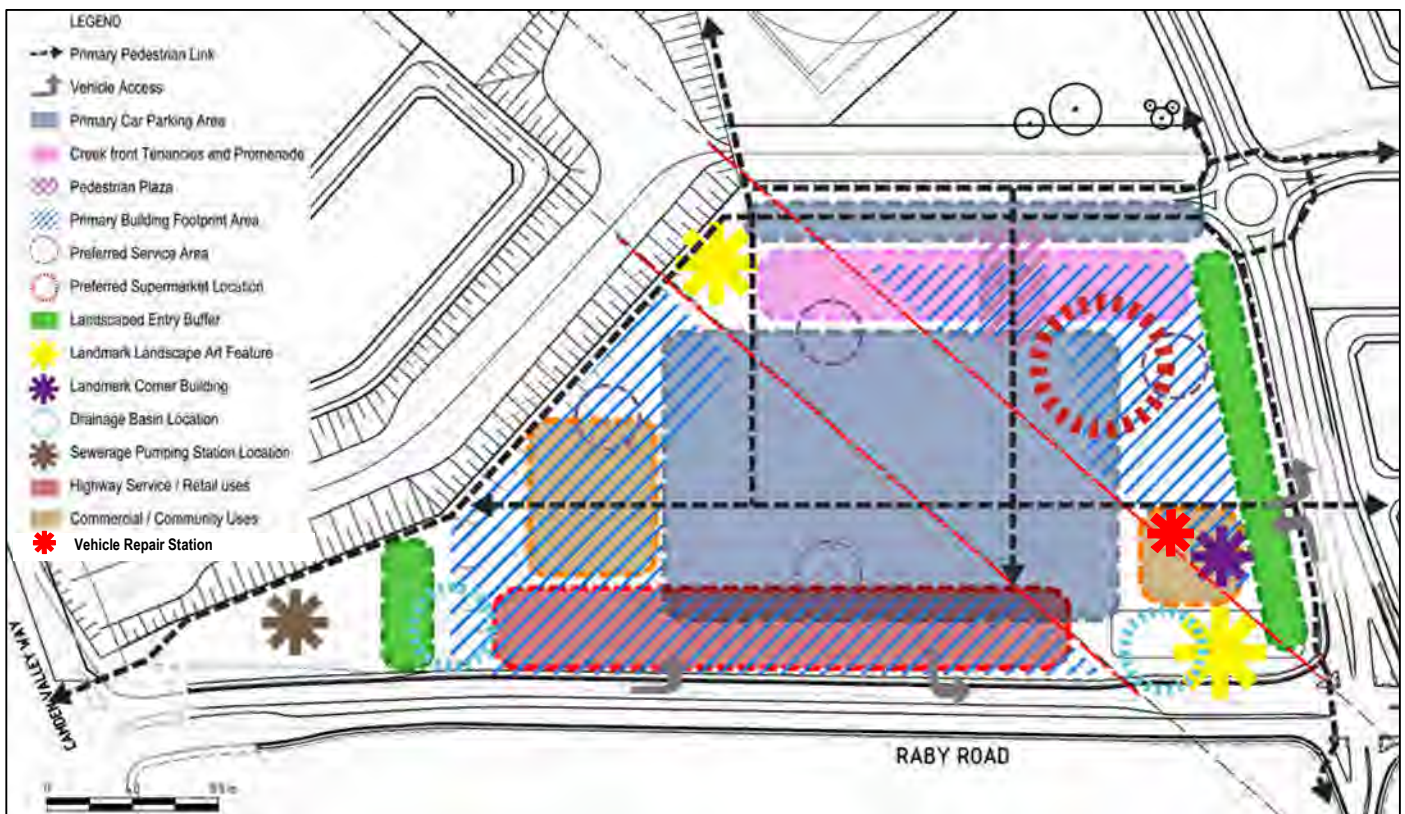 LEGEND
Primary Pedestrian Link
Vehicle Access
Primary Car Parking Area
Creek front Tenancies and Promenade
Pedestrian Plaza
Primary Building Footprint Area
Preferred Service Area
Preferred Supermarket Location
Landscaped Entry Buffer
Landmark Landscape Art Feature
Landmark Corner Building
Drainage Basin Location
Sewerage Pumping Station Location
Highway Service / Retail uses
Commercial / Community Uses
Vehicle Repair Station
CAMDEN VALLEY WAY
RABY ROAD
0